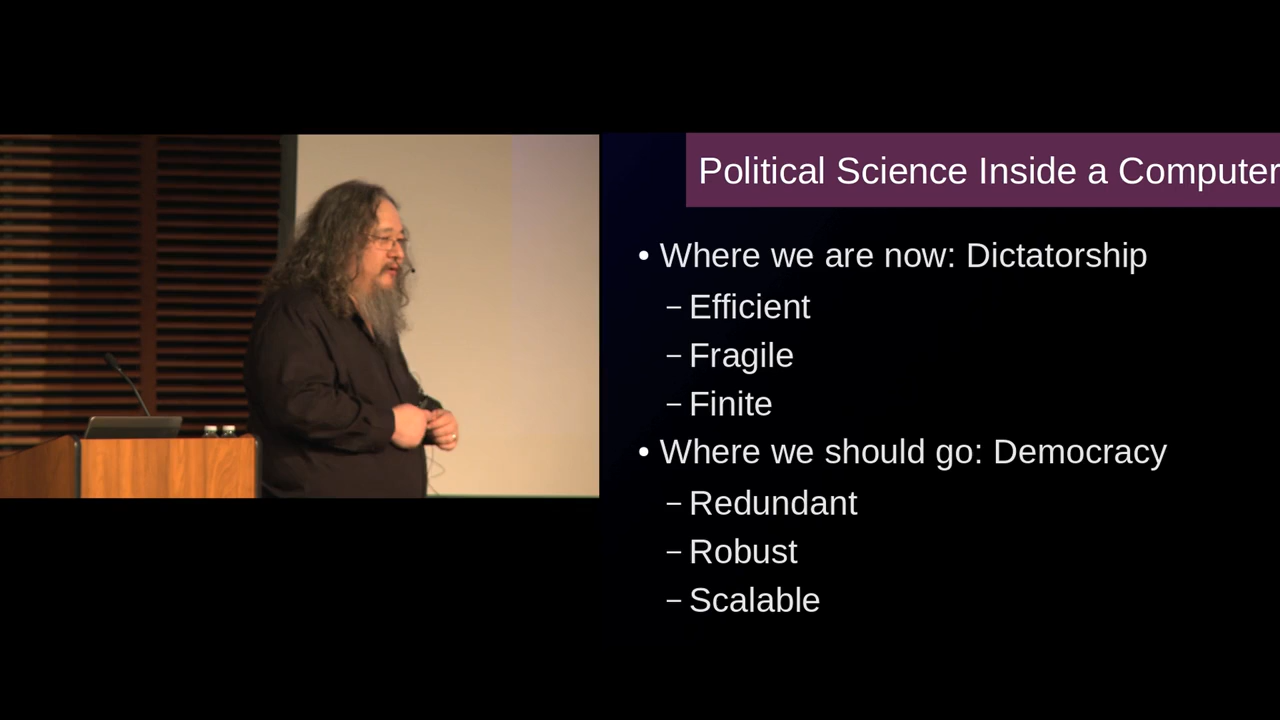 Political Science Inside a Computer
• Where we are now: Dictatorship
– Efficient
– Fragile
– Finite
• Where we should go: Democracy
– Redundant
– Robust
– Scalable